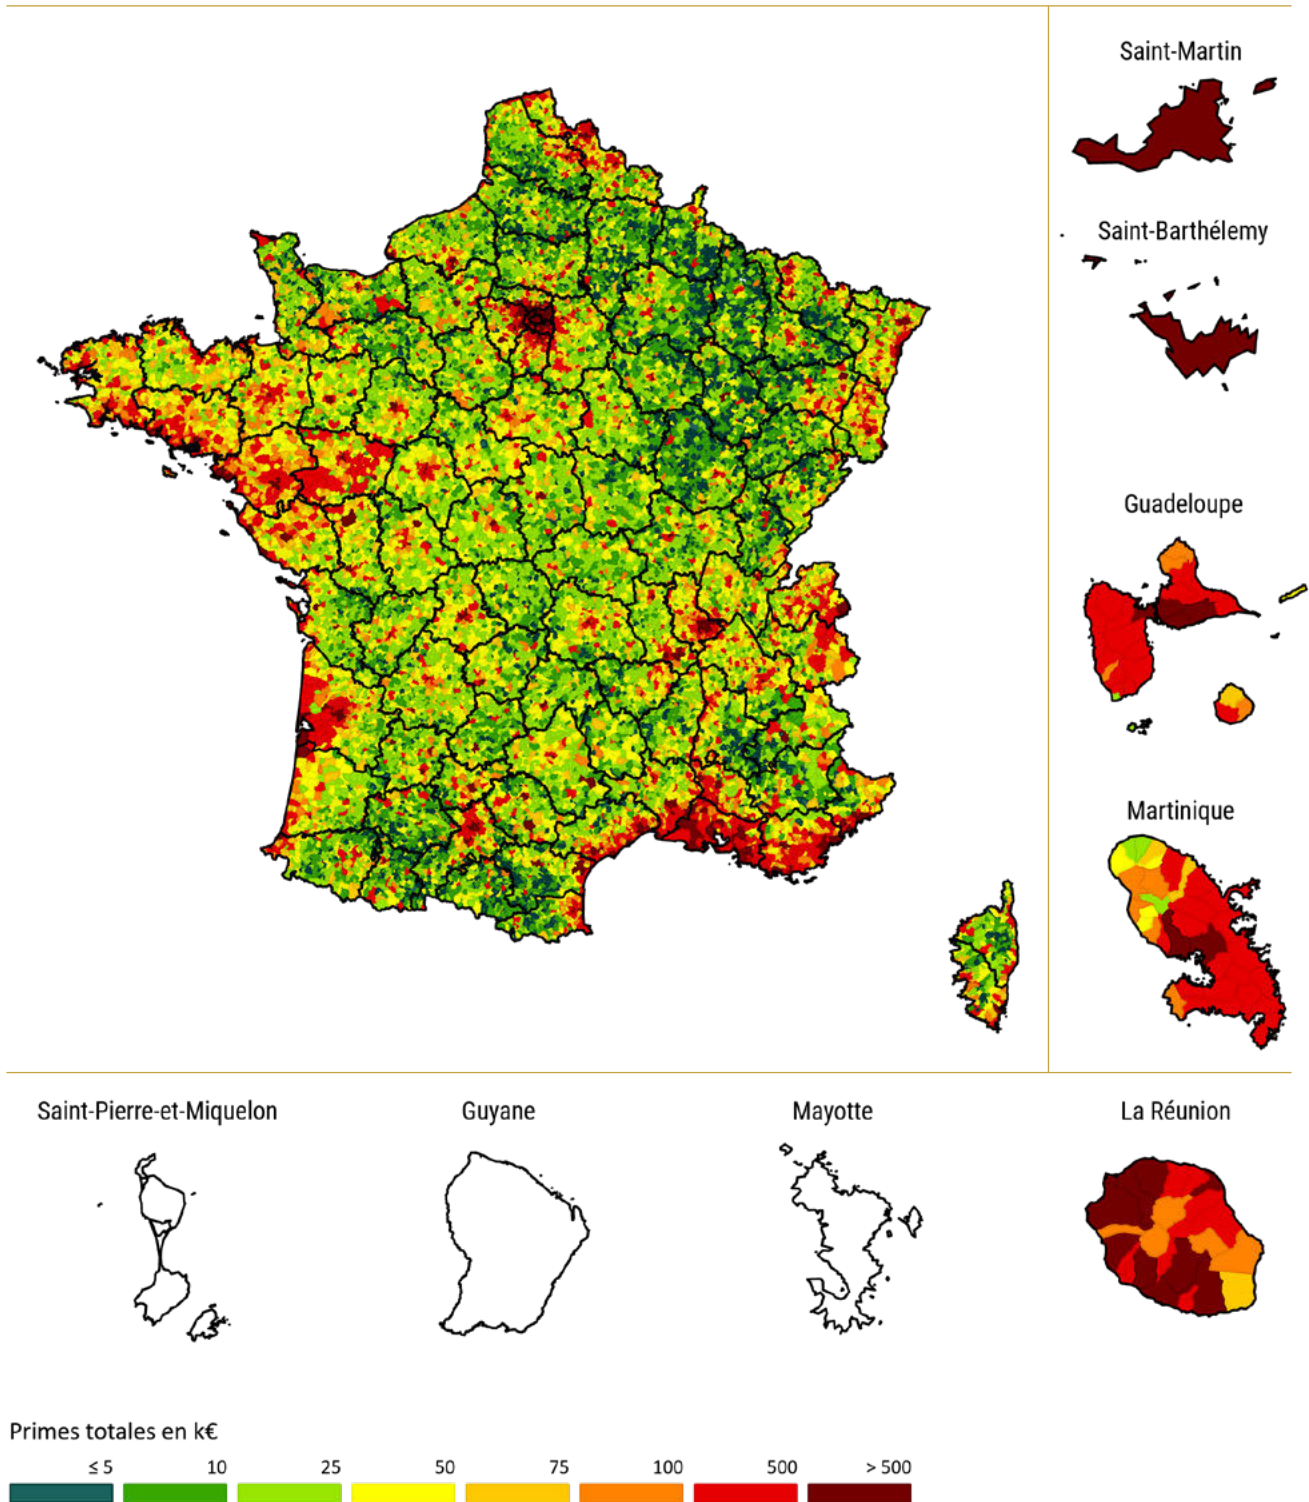 Saint-Martin
Saint-Barthélemy
Guadeloupe
Martinique
Saint-Pierre-et-Miquelon
Guyane
Mayotte
La Réunion
Primes totales en k€
≤ 5 10 25 50 75 100 500 > 500